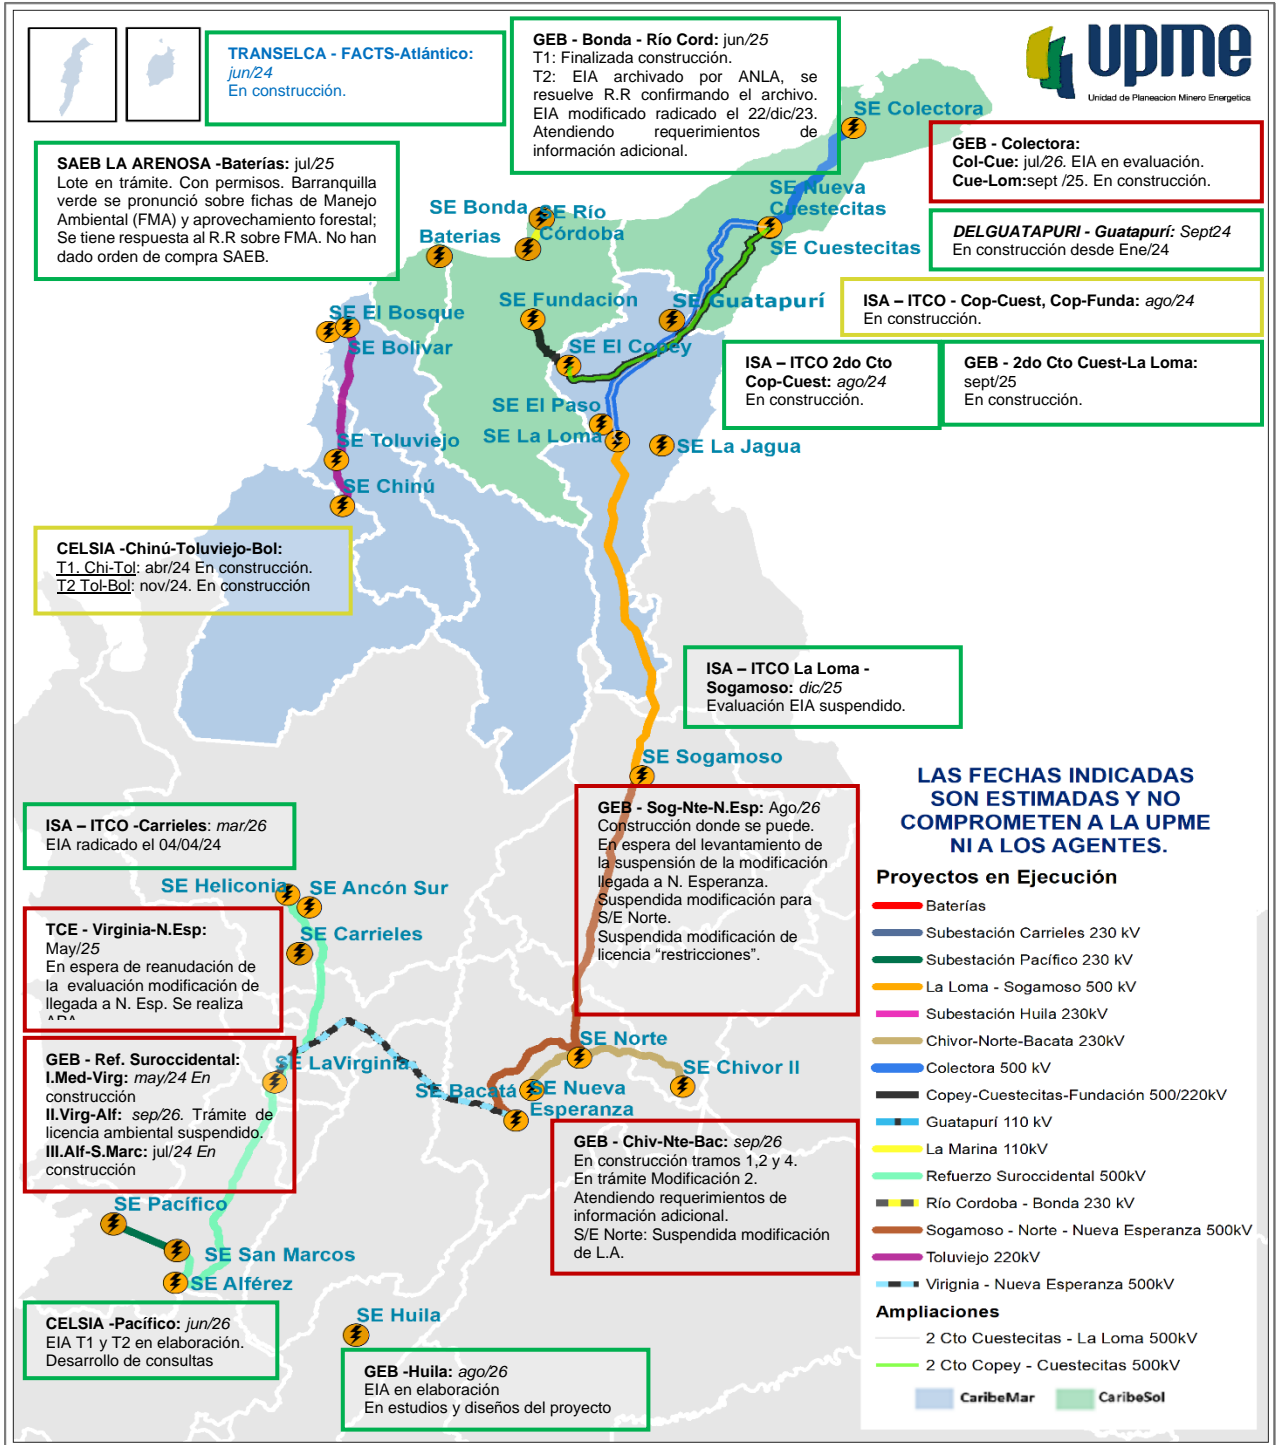 TRANSELCA - FACTS-Atlántico:
jun/24
En construcción.
GEB - Bonda - Río Cord: jun/25
T1: Finalizada construcción.
T2: EIA archivado por ANLA, se
resuelve R.R confirmando el archivo.
EIA modificado radicado el 22/dic/23.
Atendiendo requerimientos de
información adicional.
upme
Unidad de Planeacion Minero Energetica
SE Colectora
GEB - Colectora:
Col-Cue: jul/26. EIA en evaluación.
Cue-Lom:sept /25. En construcción.
SAEB LA ARENOSA -Baterías: jul/25
Lote en trámite. Con permisos. Barranquilla
verde se pronunció sobre fichas de Manejo
Ambiental (FMA) y aprovechamiento forestal;
Se tiene respuesta al R.R sobre FMA. No han
dado orden de compra SAEB.
SE Nueva
Cuestecitas
SE Bonda
SE Río
Córdoba
Baterias
SE Cuestecitas
DELGUATAPURI - Guatapurí: Sept24
En construcción desde Ene/24
ISA – ITCO - Cop-Cuest, Cop-Funda: ago/24
En construcción.
SE Fundacion
SE Guatapurí
SE El Bosque
SE Bolivar
SE El Copey
ISA – ITCO 2do Cto
Cop-Cuest: ago/24
En construcción.
GEB - 2do Cto Cuest-La Loma:
sept/25
En construcción.
SE El Paso
SE La Loma
SE La Jagua
SE Toluviejo
SE Chinú
CELSIA -Chinú-Toluviejo-Bol:
T1. Chi-Tol: abr/24 En construcción.
T2 Tol-Bol: nov/24. En construcción
ISA – ITCO La Loma -
Sogamoso: dic/25
Evaluación EIA suspendido.
SE Sogamoso
LAS FECHAS INDICADAS
SON ESTIMADAS Y NO
COMPROMETEN A LA UPME
NI A LOS AGENTES.
GEB - Sog-Nte-N.Esp: Ago/26
Construcción donde se puede.
En espera del levantamiento de
la suspensión de la modificación
llegada a N. Esperanza.
Suspendida modificación para
S/E Norte.
Suspendida modificación de
licencia “restricciones”.
ISA – ITCO -Carrieles: mar/26
EIA radicado el 04/04/24
SE Heliconia
SE Ancón Sur
SE Carrieles
TCE - Virginia-N.Esp:
May/25
En espera de reanudación de
la evaluación modificación de
llegada a N. Esp. Se realiza
GEB - Ref. Suroccidental:
I.Med-Virg: may/24 En
construcción
II.Virg-Alf: sep/26. Trámite de
licencia ambiental suspendido.
III.Alf-S.Marc: jul/24 En
construcción
SE LaVirginia
SE Norte
SE Chivor II
SE Bacatá
SE Nueva
Esperanza
GEB - Chiv-Nte-Bac: sep/26
En construcción tramos 1,2 y 4.
En trámite Modificación 2.
Atendiendo requerimientos de
información adicional.
S/E Norte: Suspendida modificación
de L.A.
SE Pacífico
SE San Marcos
SE Alférez
CELSIA -Pacífico: jun/26
EIA T1 y T2 en elaboración.
Desarrollo de consultas
SE Huila
GEB -Huila: ago/26
EIA en elaboración
En estudios y diseños del proyecto
Proyectos en Ejecución
Baterías
Subestación Carrieles 230 kV
Subestación Pacífico 230 kV
La Loma - Sogamoso 500 kV
Subestación Huila 230kV
Chivor-Norte-Bacata 230kV
Colectora 500 kV
Copey-Cuestecitas-Fundación 500/220kV
Guatapurí 110 kV
La Marina 110kV
Refuerzo Suroccidental 500kV
Río Cordoba - Bonda 230 kV
Sogamoso - Norte - Nueva Esperanza 500kV
Toluviejo 220kV
Virignia - Nueva Esperanza 500kV
Ampliaciones
2 Cto Cuestecitas - La Loma 500kV
2 Cto Copey - Cuestecitas 500kV
CaribeMar
CaribeSol